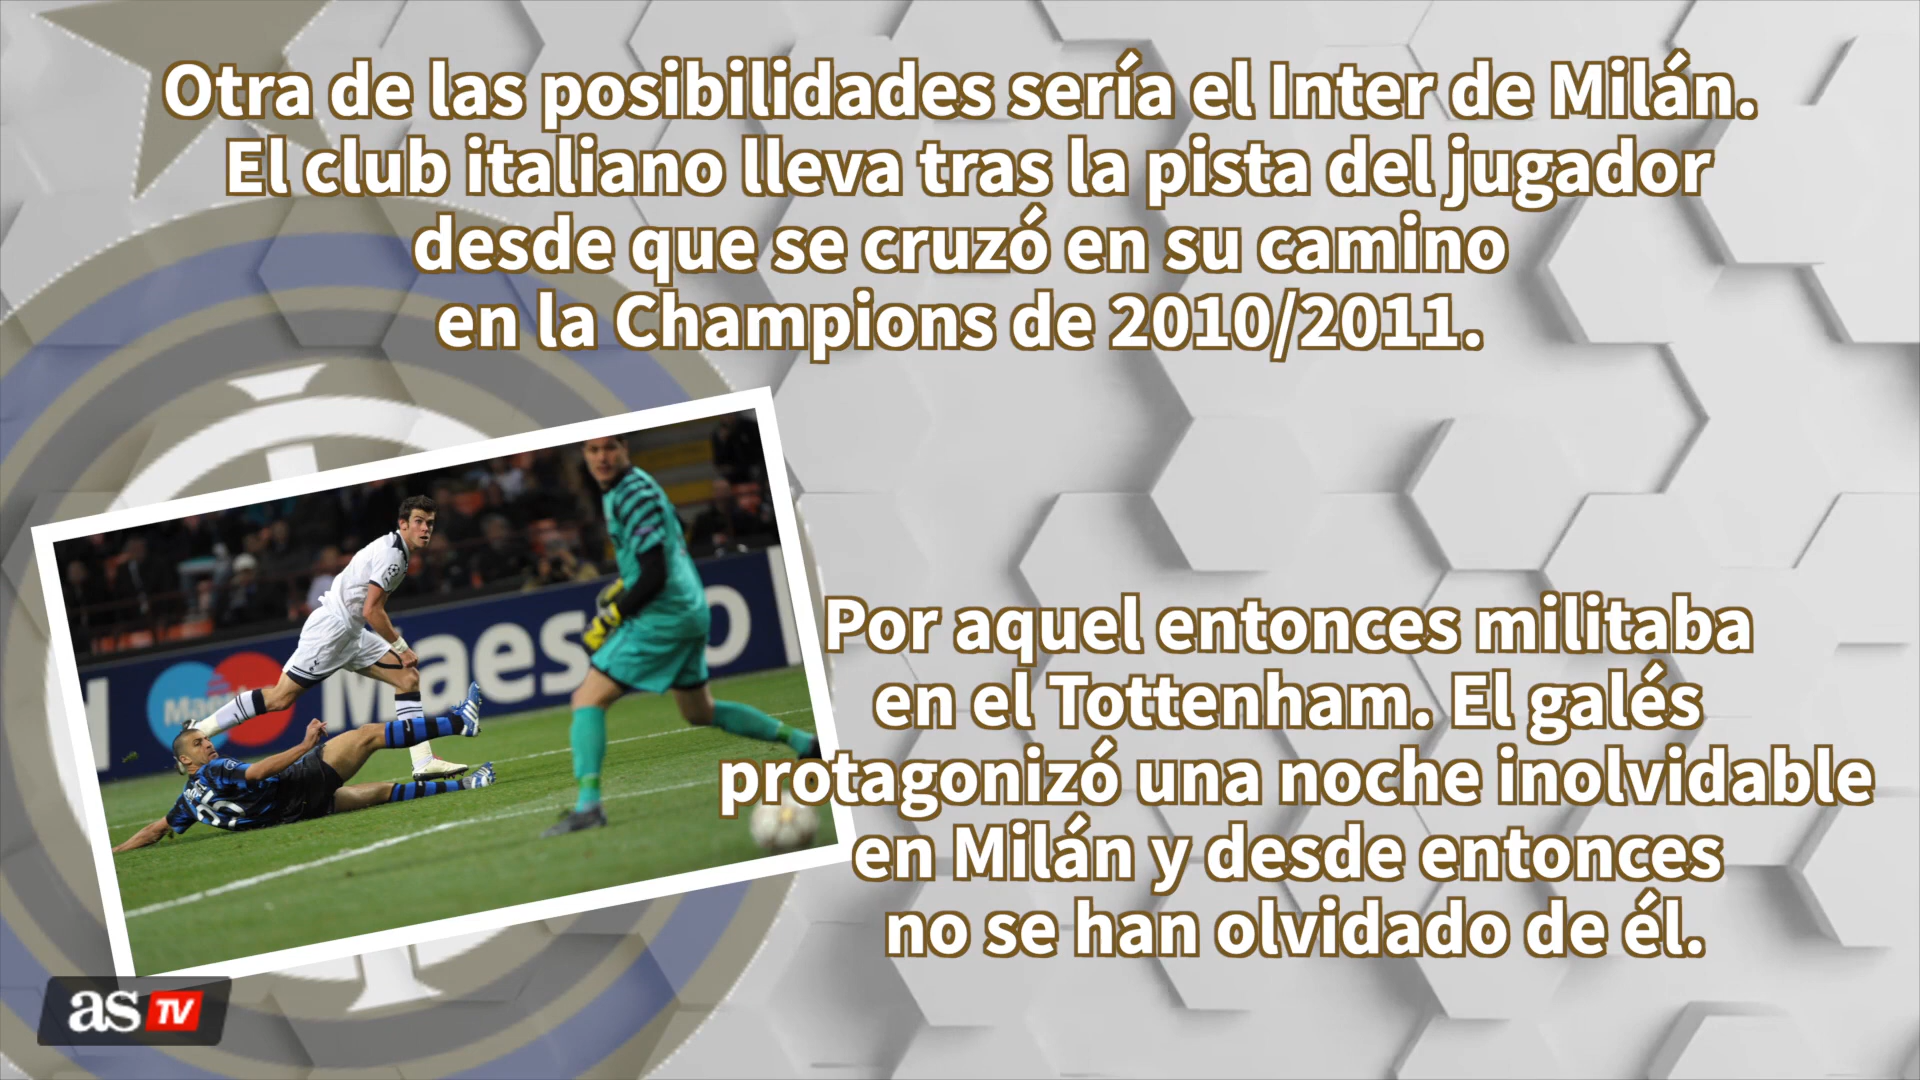 Otra de las posibilidades sería el Inter de Milán.
El club italiano lleva tras la pista del jugador
desde que se cruzó en su camino
en la Champions de 2010/2011.
Por aquel entonces militaba
en el Tottenham. El galés
protagonizó una noche inolvidable
en Milán y desde entonces
no se han olvidado de él.
Maestro
as TV